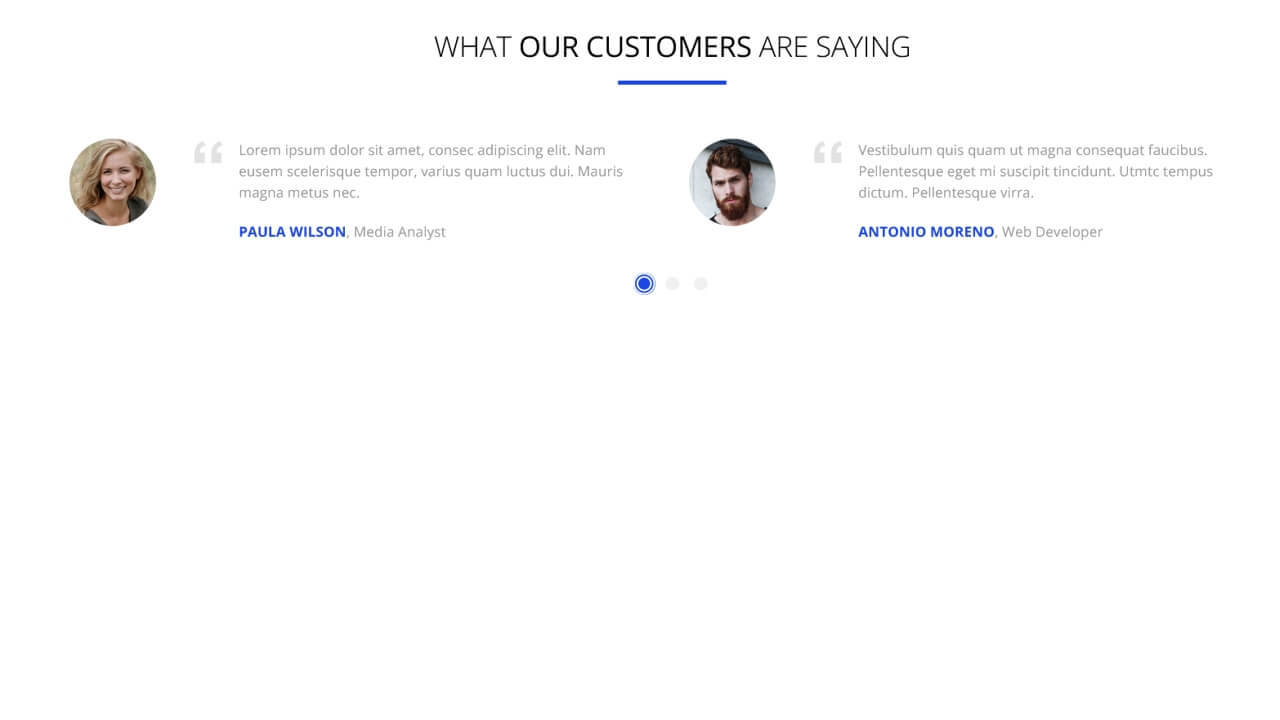 WHAT OUR CUSTOMERS ARE SAYING
Lorem ipsum dolor sit amet, consec adipiscing elit. Nam
eusem scelerisque tempor, varius quam luctus dui. Mauris
magna metus nec.
PAULA WILSON, Media Analyst
Vestibulum quis quam ut magna consequat faucibus.
Pellentesque eget mi suscipit tincidunt. Utmtc tempus
dictum. Pellentesque virra.
ANTONIO MORENO, Web Developer